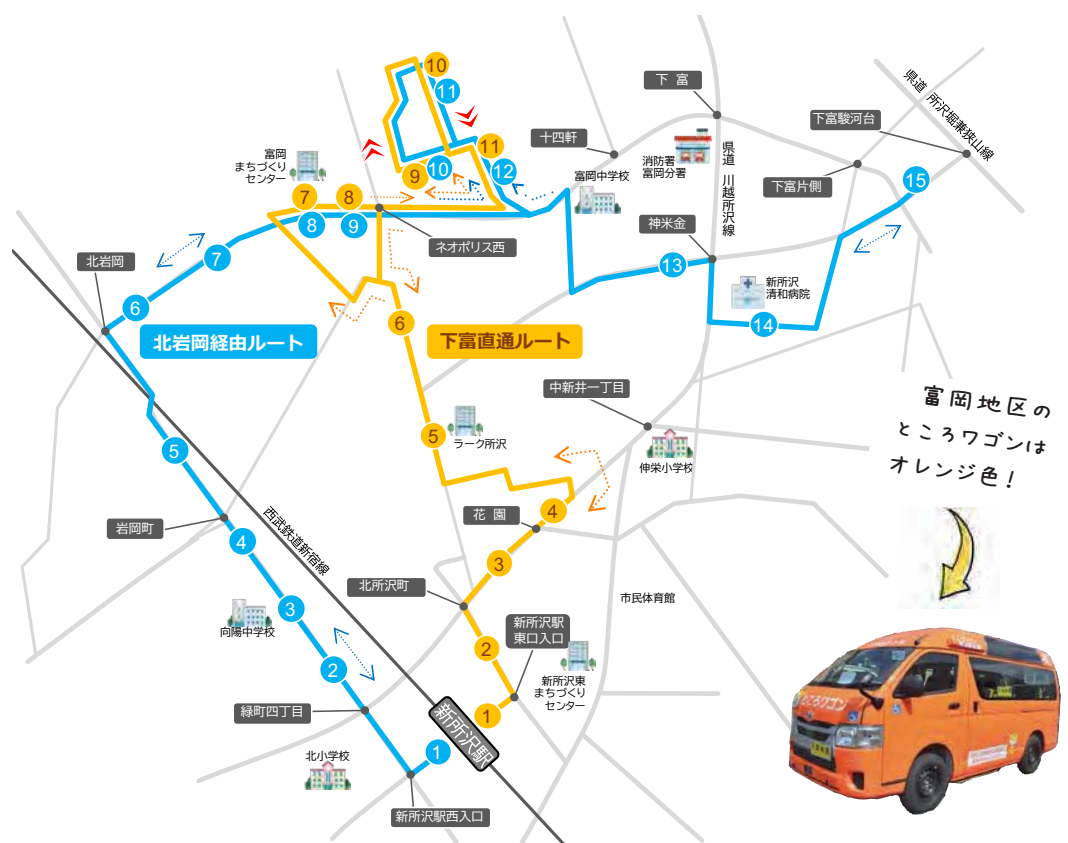 県道 所沢堀兼狭山線
下 富
下富駿河台
十四軒
消防署
富岡分署
県道 川越所沢線
下富片側
富岡
まちづくり
センター
富岡中学校
神米金
ネオポリス西
北岩岡
新所沢
清和病院
北岩岡経由ルート
下富直通ルート
中新井一丁目
富岡地区の
ところワゴンは
オレンジ色!
ラーク所沢
伸栄小学校
花 園
岩岡町
西武鉄道新宿線
北所沢町
市民体育館
新所沢駅
東口入口
向陽中学校
新所沢東
まちづくり
センター
緑町四丁目
新所沢駅
北小学校
新所沢駅西入口
ところワゴン
1
2
3
4
5
6
7
8
9
10
11
12
13
14
15
1
2
3
4
5
6
7
8
9
10
11